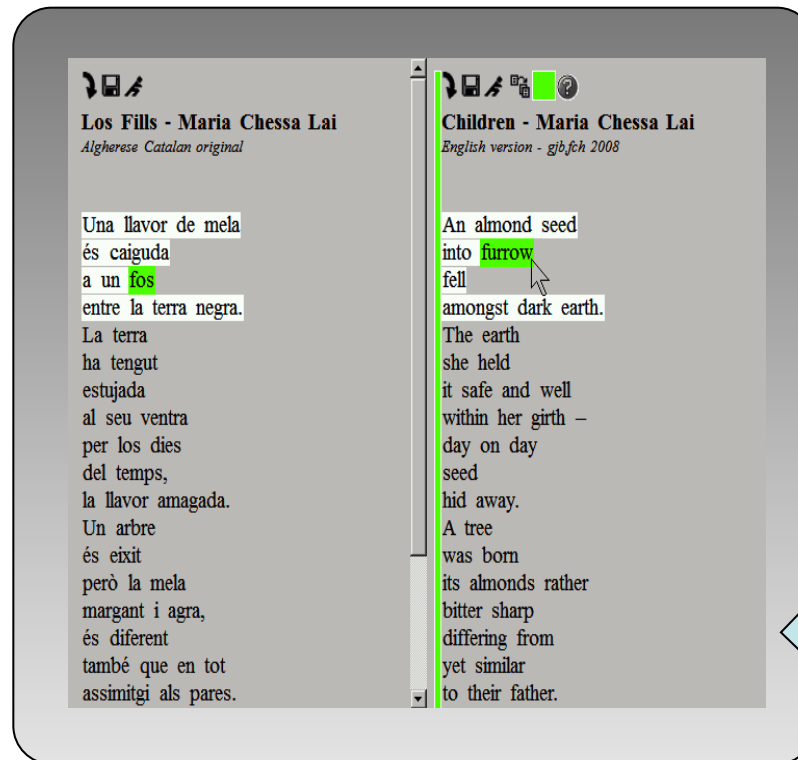 Los Fills - Maria Chessa Lai
Algherese Catalan original
Una llavor de mela
és caiguda
a un fos
entre la terra negra.
La terra
ha tengut
estujada
al seu ventra
per los dies
del temps,
la llavor amagada.
Un arbre
és eixit
però la mela
margant i agra,
és diferent
també que en tot
assimitgi als pares.
Children - Maria Chessa Lai
English version - gjb,fch 2008
An almond seed
into furrow
fell
amongst dark earth.
The earth
she held
it safe and well
within her girth –
day on day
seed
hid away.
A tree
was born
its almonds rather
bitter sharp
differing from
yet similar
to their father.